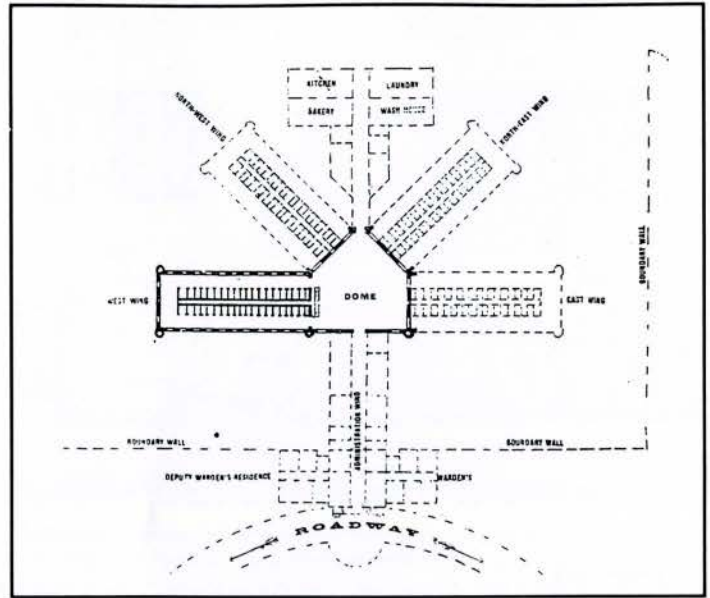 KITCHEN
LAUNDRY
BAKERY
WASH HOUSE
NORTH-WEST WING
NORTH-EAST WING
BOUNDARY WALL
WEST WING
DOME
EAST WING
ADMINISTRATION WING
BOUNDARY WALL
BOUNDARY WALL
DEPUTY WARDEN'S RESIDENCE
WARDEN'S
ROADWAY